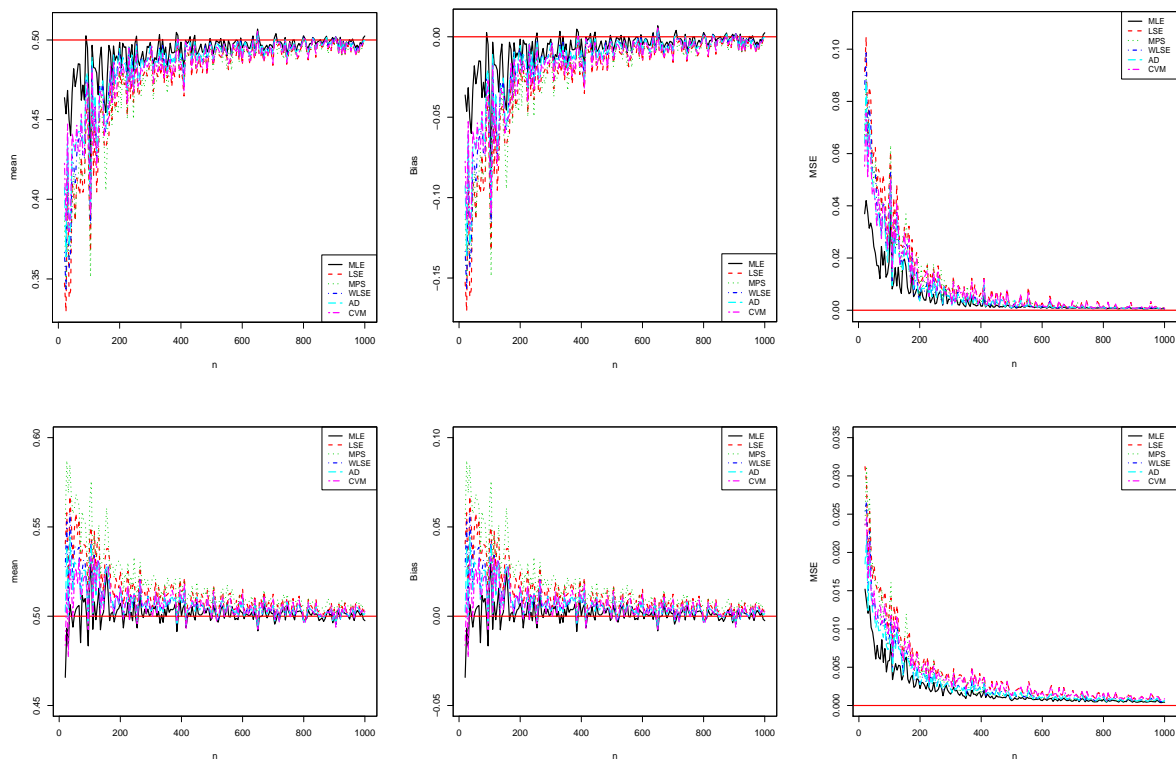 0.50
0.45
0.40
0.35
mean
0 200 400 600 800 1000
n
MLE
LSE
MPS
WLSE
AD
CVM
0.00
−0.05
−0.10
−0.15
Bias
0 200 400 600 800 1000
n
MLE
LSE
MPS
WLSE
AD
CVM
0.10
0.08
0.06
0.04
0.02
0.00
MSE
0 200 400 600 800 1000
n
MLE
LSE
MPS
WLSE
AD
CVM
0.60
0.55
0.50
0.45
mean
0 200 400 600 800 1000
n
MLE
LSE
MPS
WLSE
AD
CVM
0.10
0.05
0.00
−0.05
Bias
0 200 400 600 800 1000
n
MLE
LSE
MPS
WLSE
AD
CVM
0.035
0.030
0.025
0.020
0.015
0.010
0.005
0.000
MSE
0 200 400 600 800 1000
n
MLE
LSE
MPS
WLSE
AD
CVM